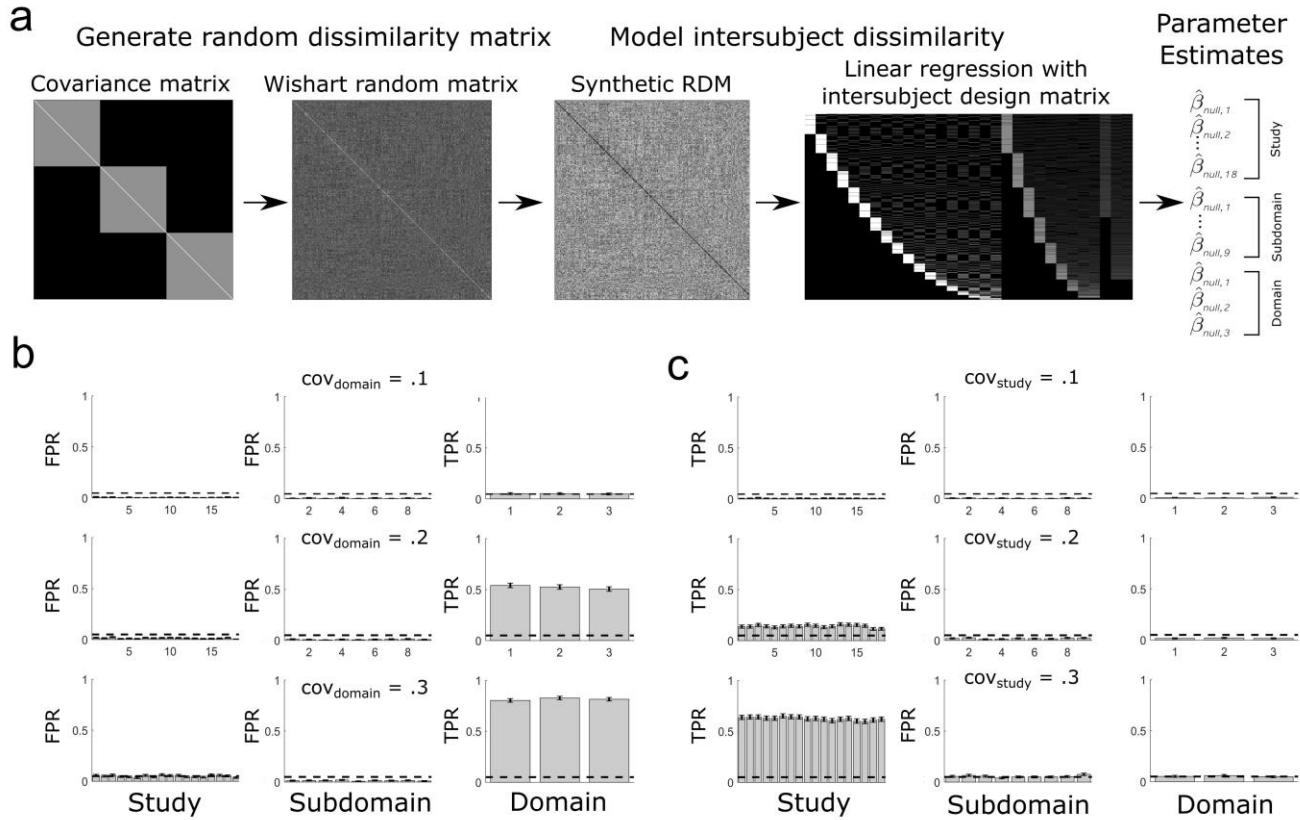 a
Generate random dissimilarity matrix
Model intersubject dissimilarity
Parameter
Estimates
Covariance matrix
Wishart random matrix
Synthetic RDM
Linear regression with
intersubject design matrix
β̂null, 1
β̂null,2
⋮
β̂null, 18
Study
β̂null, 1
⋮
β̂null,9
Subdomain
β̂null,1
β̂null,2
β̂null,3
Domain
b
covdomain = .1
FPR
1
0.5
0
5 10 15
FPR
1
0.5
0
2 4 6 8
TPR
1
0.5
0
1 2 3
covdomain = .2
FPR
1
0.5
0
5 10 15
FPR
1
0.5
0
2 4 6 8
TPR
1
0.5
0
1 2 3
covdomain = .3
FPR
1
0.5
0
FPR
1
0.5
0
TPR
1
0.5
0
Study
Subdomain
Domain
c
covstudy = .1
TPR
1
0.5
0
5 10 15
FPR
1
0.5
0
2 4 6 8
FPR
1
0.5
0
1 2 3
covstudy = .2
TPR
1
0.5
0
5 10 15
FPR
1
0.5
0
2 4 6 8
FPR
1
0.5
0
1 2 3
covstudy = .3
TPR
1
0.5
0
FPR
1
0.5
0
FPR
1
0.5
0
Study
Subdomain
Domain